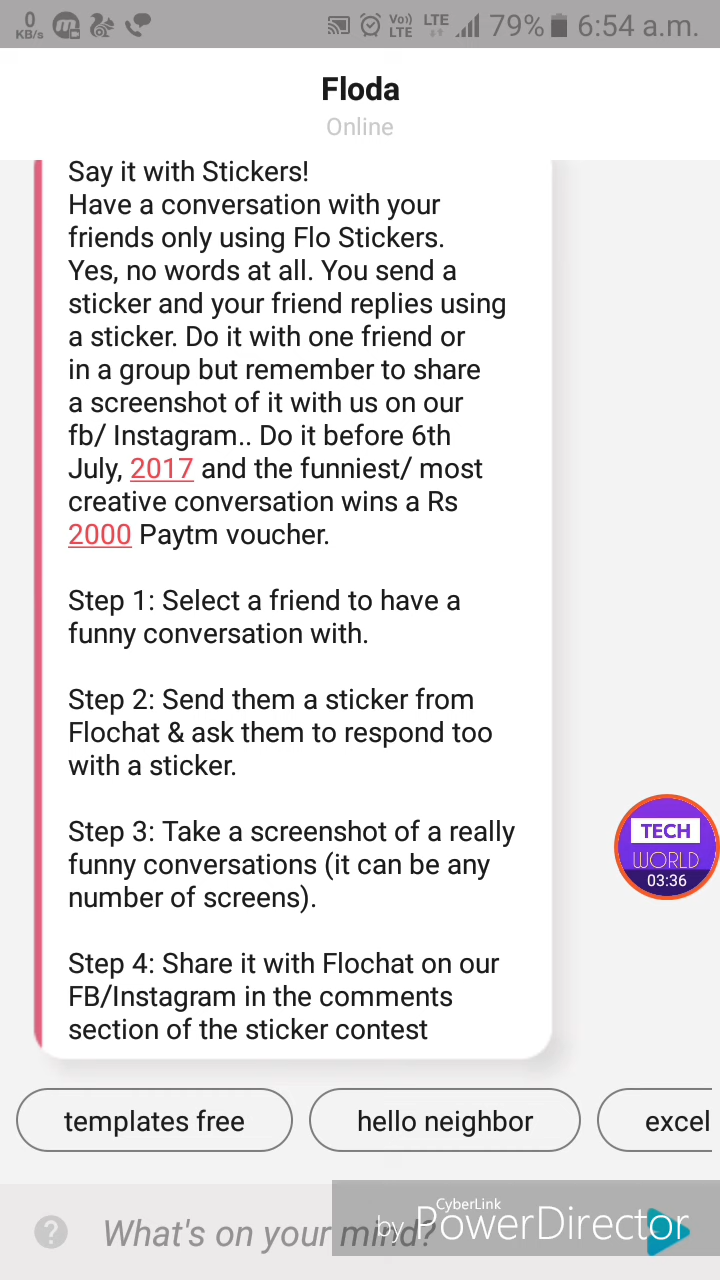 0
KB/s
Vo)) LTE
LTE
79%
6:54 a.m.
Floda
Online
Say it with Stickers!
Have a conversation with your
friends only using Flo Stickers.
Yes, no words at all. You send a
sticker and your friend replies using
a sticker. Do it with one friend or
in a group but remember to share
a screenshot of it with us on our
fb/ Instagram.. Do it before 6th
July, 2017 and the funniest/ most
creative conversation wins a Rs
2000 Paytm voucher.
Step 1: Select a friend to have a
funny conversation with.
Step 2: Send them a sticker from
Flochat & ask them to respond too
with a sticker.
Step 3: Take a screenshot of a really
funny conversations (it can be any
number of screens).
Step 4: Share it with Flochat on our
FB/Instagram in the comments
section of the sticker contest
TECH
WORLD
03:36
templates free
hello neighbor
excel
What's on your mind?
CyberLink
by PowerDirector